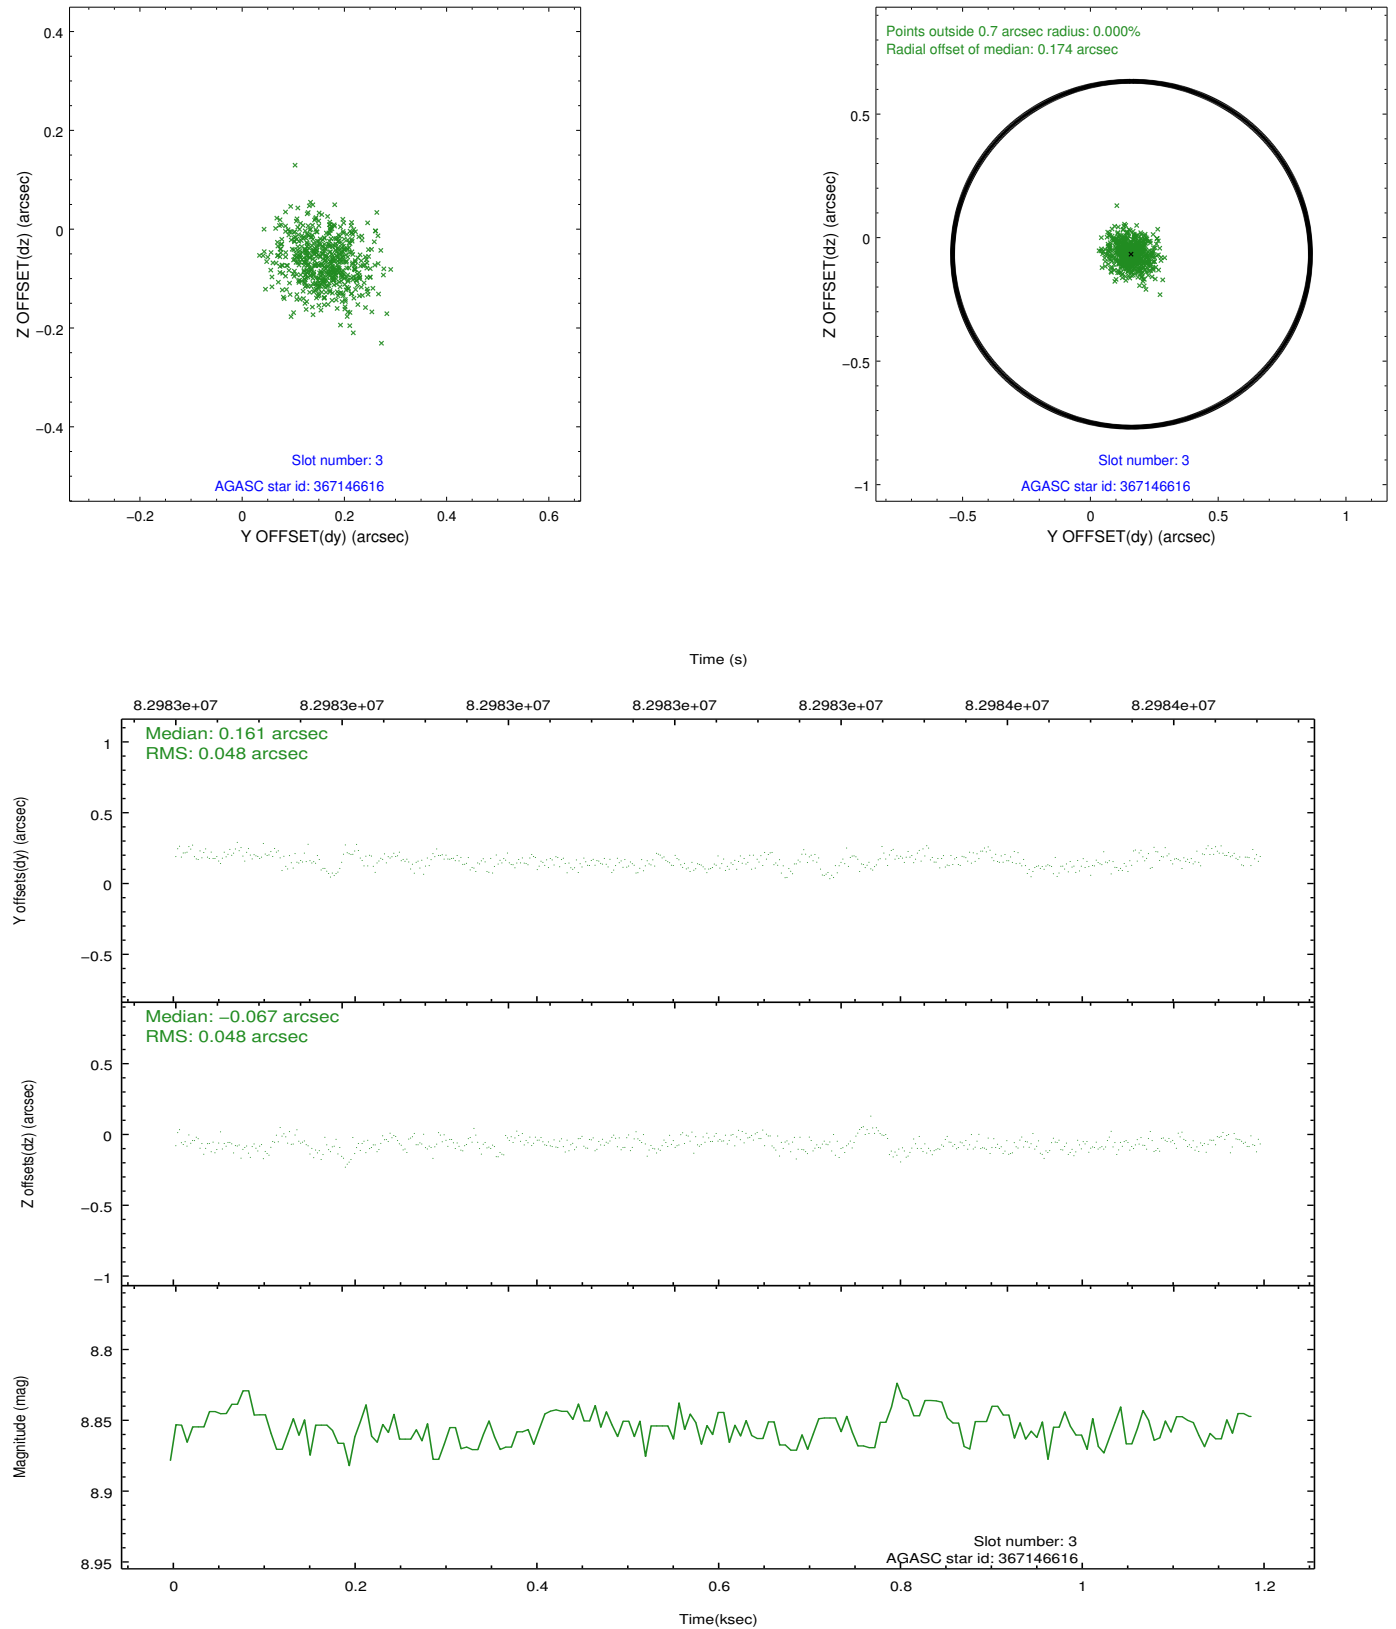 0.4
0.2
0
−0.2
−0.4
Z OFFSET(dz) (arcsec)
Slot number: 3
AGASC star id: 367146616
−0.2 0 0.2 0.4 0.6
Y OFFSET(dy) (arcsec)
Points outside 0.7 arcsec radius: 0.000%
Radial offset of median: 0.174 arcsec
0.5
0
−0.5
−1
Z OFFSET(dz) (arcsec)
Slot number: 3
AGASC star id: 367146616
−0.5 0 0.5 1
Y OFFSET(dy) (arcsec)
Time (s)
8.2983e+07 8.2983e+07 8.2983e+07 8.2983e+07 8.2983e+07 8.2984e+07 8.2984e+07
Median: 0.161 arcsec
RMS: 0.048 arcsec
1
0.5
0
−0.5
Y offsets(dy) (arcsec)
Median: −0.067 arcsec
RMS: 0.048 arcsec
0.5
0
−0.5
−1
Z offsets(dz) (arcsec)
8.8
8.85
8.9
8.95
Magnitude (mag)
Slot number: 3
AGASC star id: 367146616
0 0.2 0.4 0.6 0.8 1 1.2
Time(ksec)